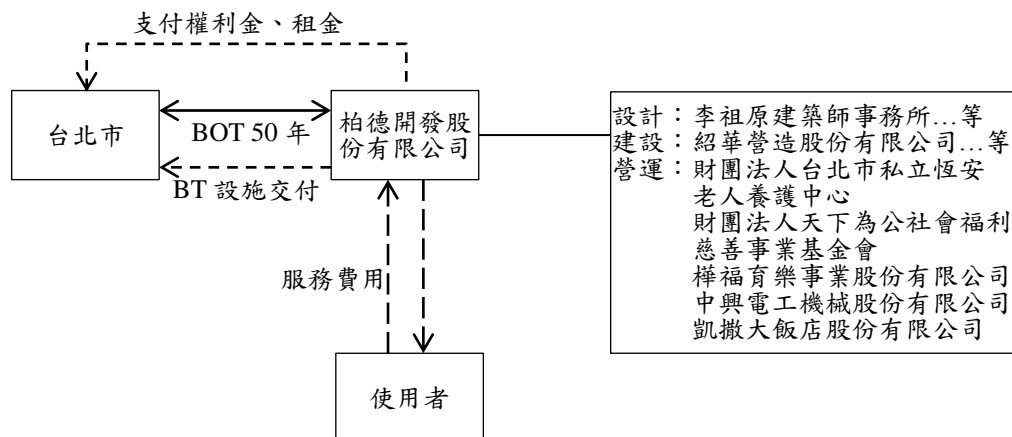 支付權利金、租金
台北市
BOT 50 年
BT 設施交付
柏德開發股
份有限公司
設計：李祖原建築師事務所…等
建設：紹華營造股份有限公司…等
營運：財團法人台北市私立恆安
老人養護中心
財團法人天下為公社會福利
慈善事業基金會
樺福育樂事業股份有限公司
中興電工機械股份有限公司
凱撒大飯店股份有限公司
服務費用
使用者